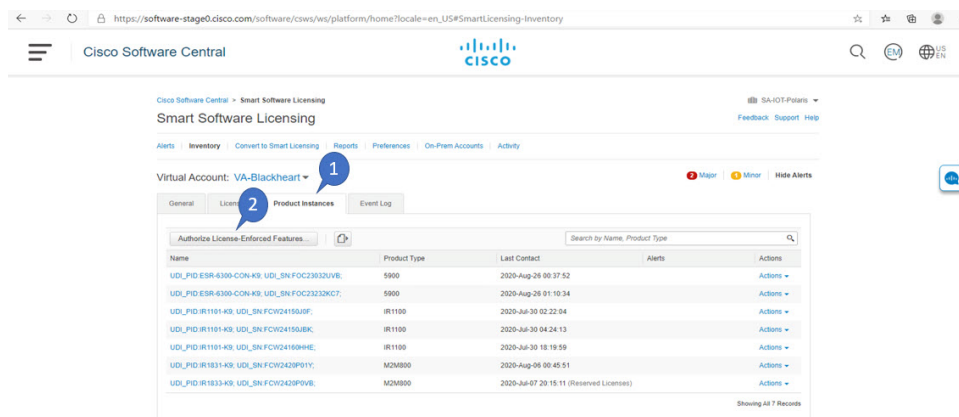 https://software-stage0.cisco.com/software/csws/ws/platform/home?locale=en_US#SmartLicensing-Inventory
Cisco Software Central
CISCO
EM
US
EN
Cisco Software Central > Smart Software Licensing
SA-IOT-Polaris
Smart Software Licensing
Feedback Support Help
Alerts | Inventory | Convert to Smart Licensing | Reports | Preferences | On-Prem Accounts | Activity
1
Virtual Account: VA-Blackheart
2 Major | 1 Minor | Hide Alerts
2
General Licen Product Instances Event Log
Authorize License-Enforced Features...
Search by Name, Product Type
Name Product Type Last Contact Alerts Actions
UDI_PID:ESR-6300-CON-K9; UDI_SN:FOC23032UVB; 5900 2020-Aug-26 00:37:52 Actions
UDI_PID:ESR-6300-CON-K9; UDI_SN:FOC23232KC7; 5900 2020-Aug-26 01:10:34 Actions
UDI_PID:IR1101-K9; UDI_SN:FCW24150J0F; IR1100 2020-Jul-30 02:22:04 Actions
UDI_PID:IR1101-K9; UDI_SN:FCW24150JBK; IR1100 2020-Jul-30 04:24:13 Actions
UDI_PID:IR1101-K9; UDI_SN:FCW24160HHE; IR1100 2020-Jul-30 18:19:59 Actions
UDI_PID:IR1831-K9; UDI_SN:FCW2420P01Y; M2M800 2020-Aug-06 00:45:51 Actions
UDI_PID:IR1833-K9; UDI_SN:FCW2420P0VB; M2M800 2020-Jul-07 20:15:11 (Reserved Licenses) Actions
Showing All 7 Records